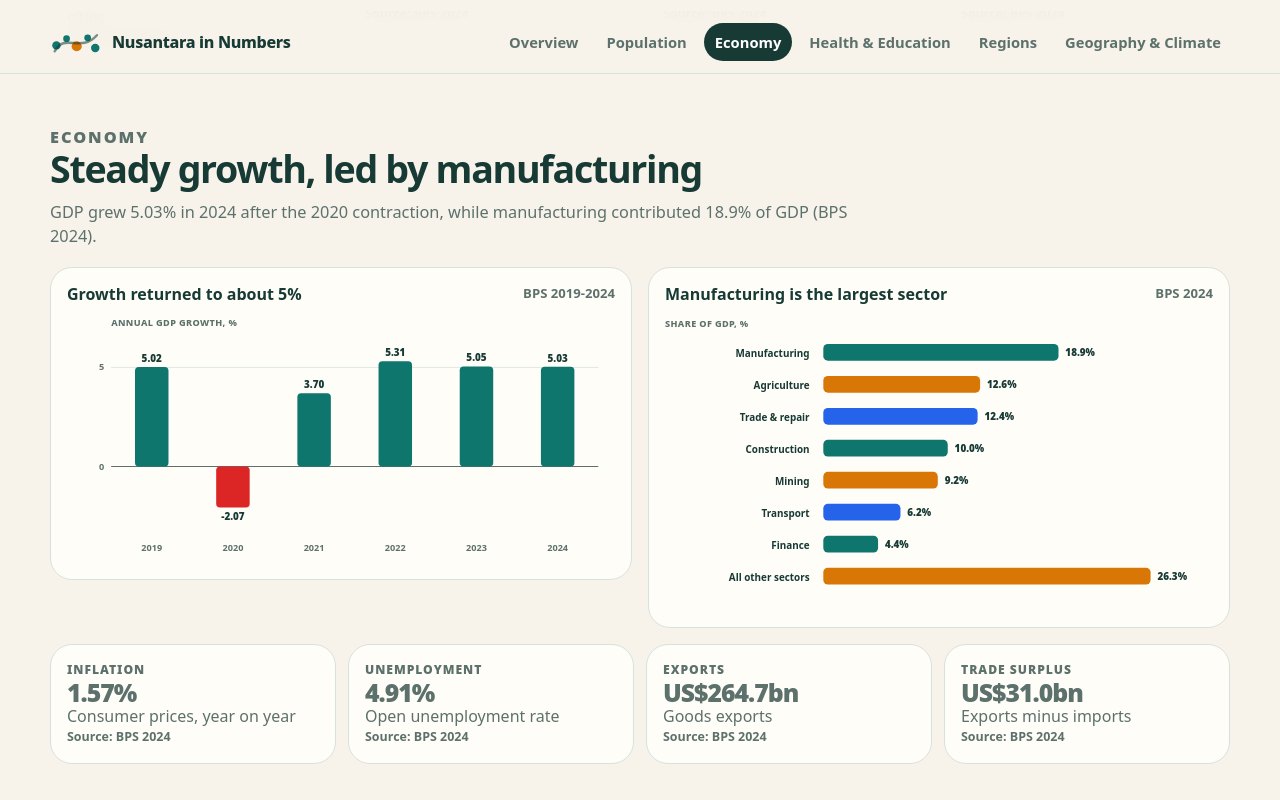 Nusantara in Numbers
Overview
Population
Economy
Health & Education
Regions
Geography & Climate
ECONOMY
Steady growth, led by manufacturing
GDP grew 5.03% in 2024 after the 2020 contraction, while manufacturing contributed 18.9% of GDP (BPS
2024).
Growth returned to about 5%
BPS 2019-2024
ANNUAL GDP GROWTH, %
5.02
-2.07
3.70
5.31
5.05
5.03
5
0
2019
2020
2021
2022
2023
2024
Manufacturing is the largest sector
BPS 2024
SHARE OF GDP, %
Manufacturing 18.9%
Agriculture 12.6%
Trade & repair 12.4%
Construction 10.0%
Mining 9.2%
Transport 6.2%
Finance 4.4%
All other sectors 26.3%
INFLATION
1.57%
Consumer prices, year on year
Source: BPS 2024
UNEMPLOYMENT
4.91%
Open unemployment rate
Source: BPS 2024
EXPORTS
US$264.7bn
Goods exports
Source: BPS 2024
TRADE SURPLUS
US$31.0bn
Exports minus imports
Source: BPS 2024